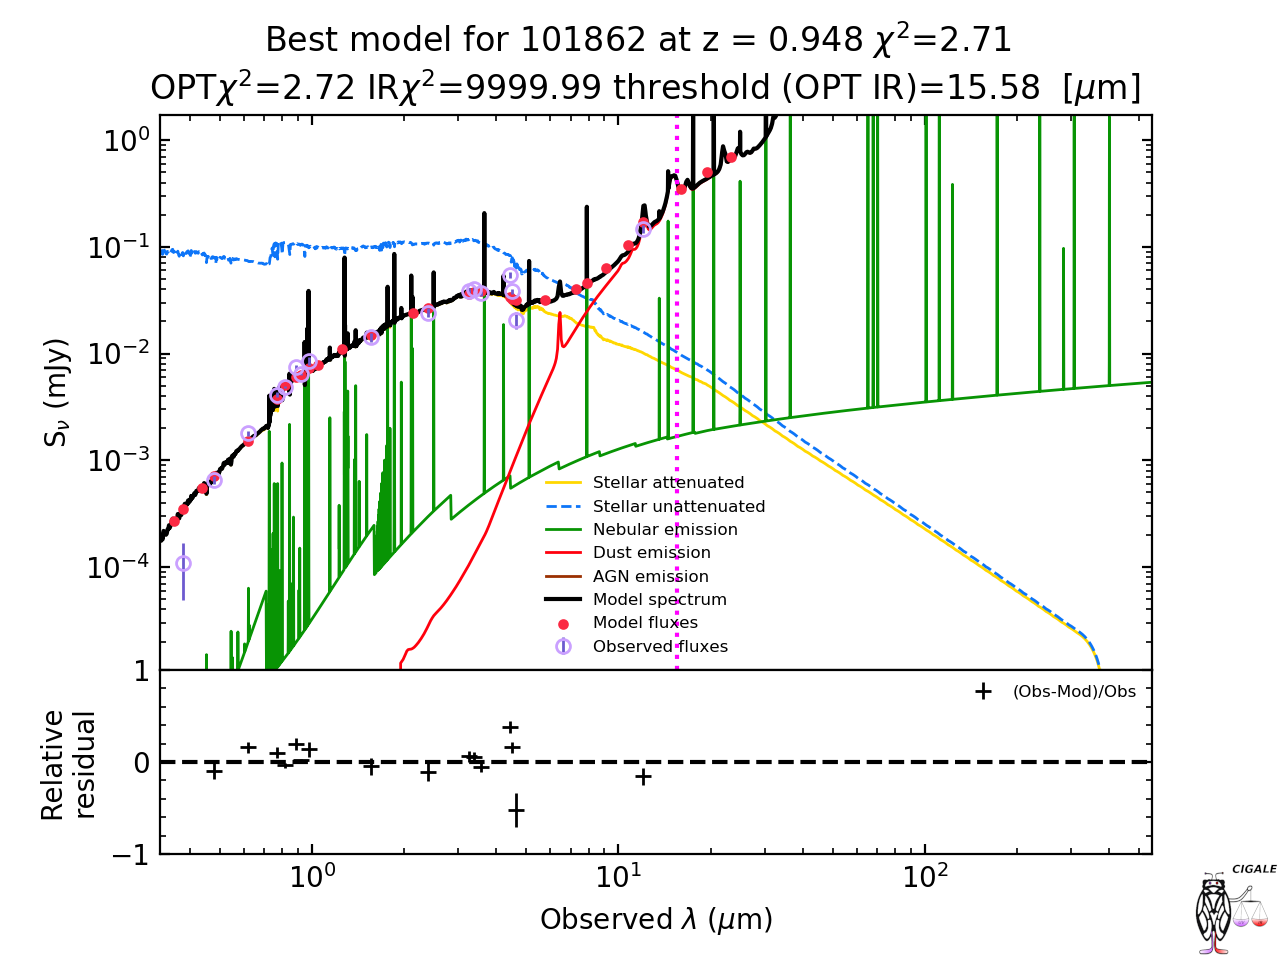 Best model for 101862 at z = 0.948 χ²=2.71
OPTχ²=2.72 IRχ²=9999.99 threshold (OPT IR)=15.58 [μm]
10⁰
10⁻¹
10⁻²
10⁻³
10⁻⁴
Sν (mJy)
Stellar attenuated
Stellar unattenuated
Nebular emission
Dust emission
AGN emission
Model spectrum
Model fluxes
Observed fluxes
1
0
−1
Relative
residual
(Obs-Mod)/Obs
10⁰
10¹
10²
Observed λ (μm)
CIGALE